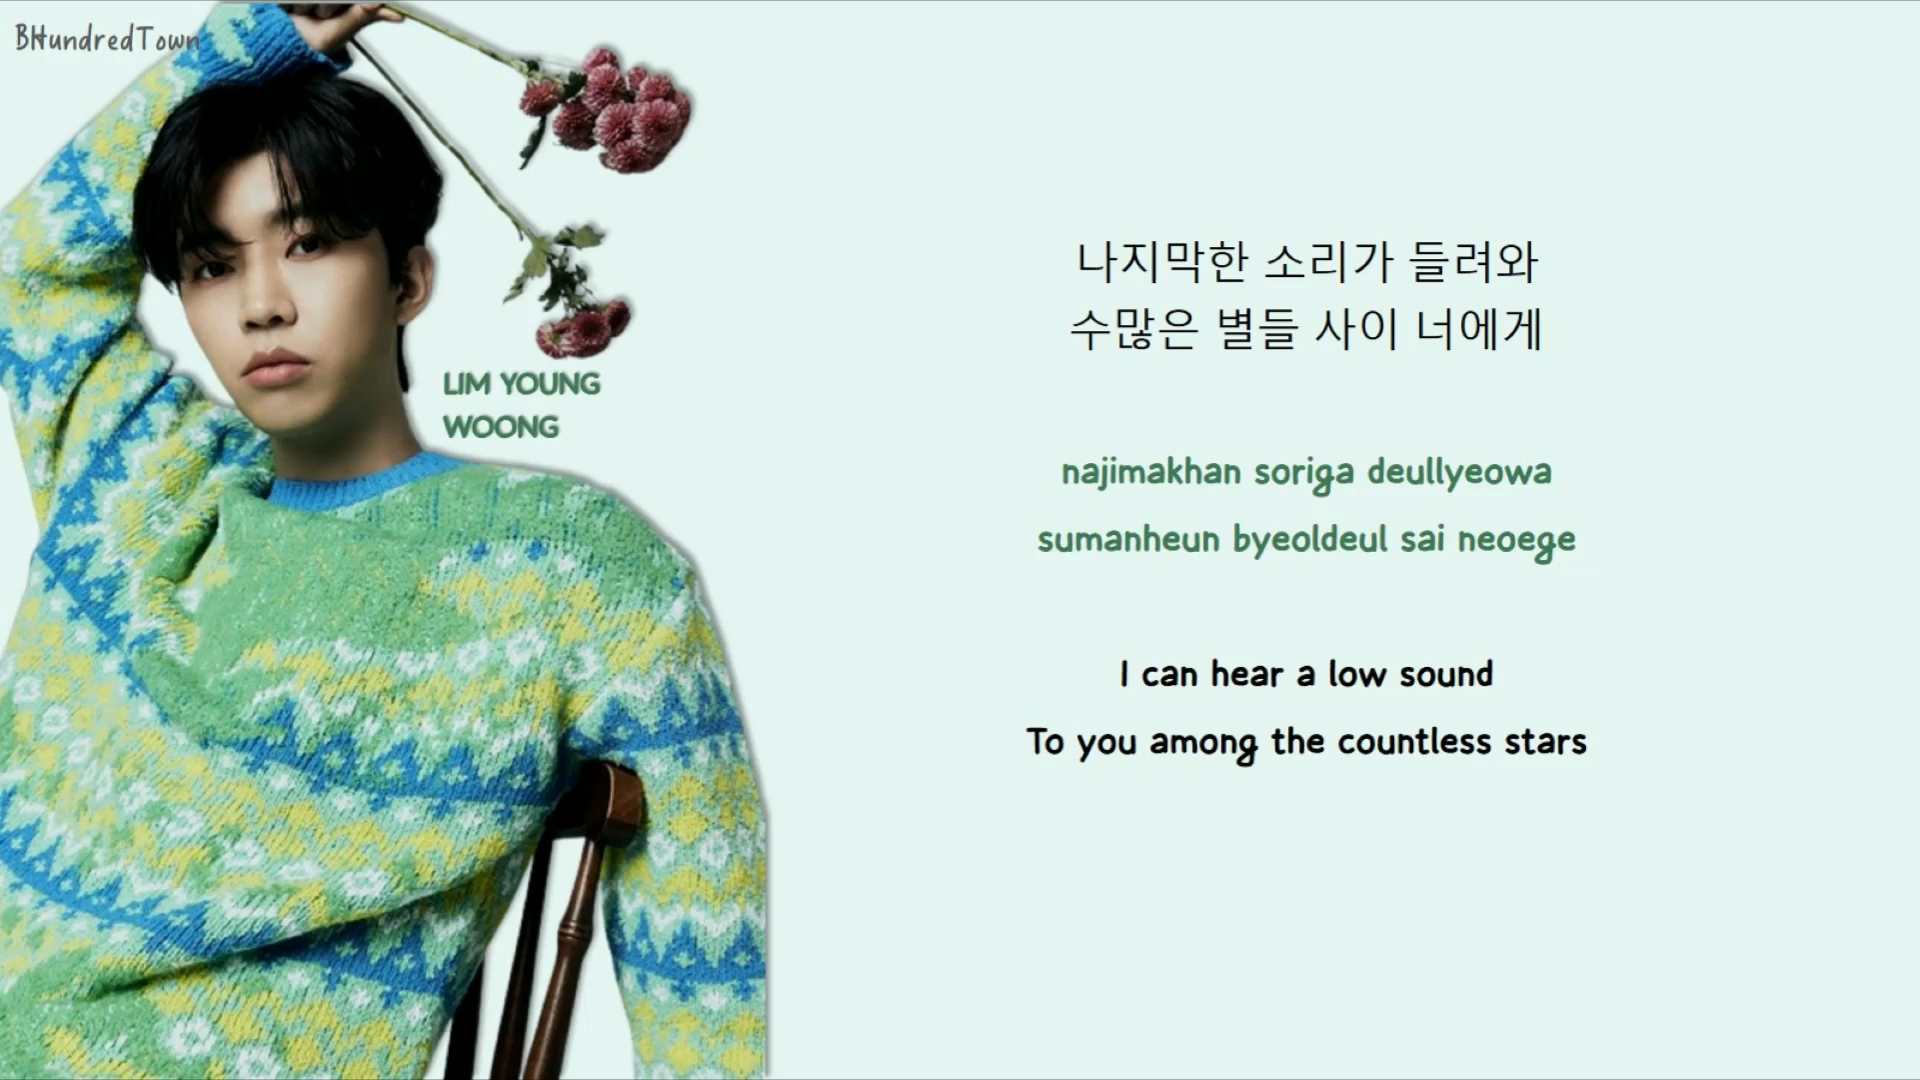 BHundredTown
LIM YOUNG
WOONG
나지막한 소리가 들려와
수많은 별들 사이 너에게
najimakhan soriga deullyeowa
sumanheun byeoldeul sai neoege
I can hear a low sound
To you among the countless stars